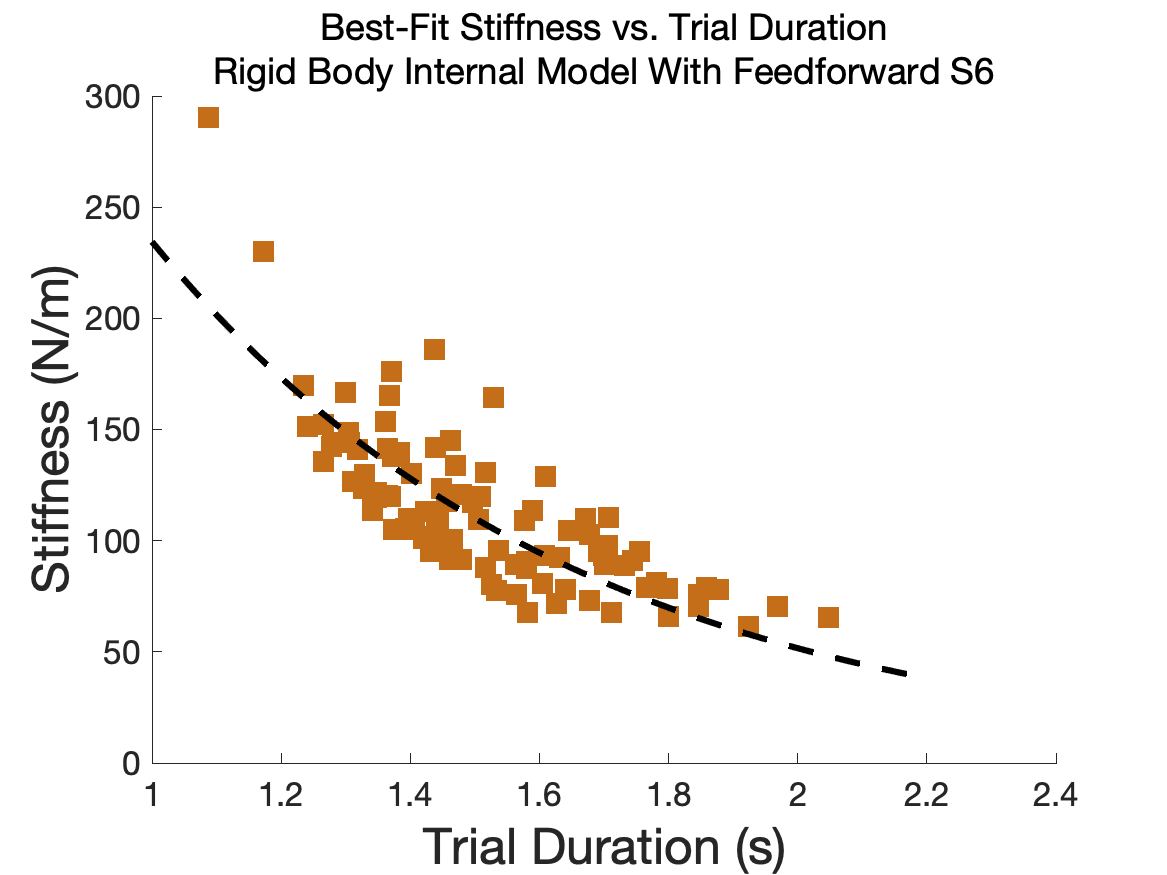 Best-Fit Stiffness vs. Trial Duration
Rigid Body Internal Model With Feedforward S6
300
250
200
150
100
50
0
Stiffness (N/m)
1 1.2 1.4 1.6 1.8 2 2.2 2.4
Trial Duration (s)